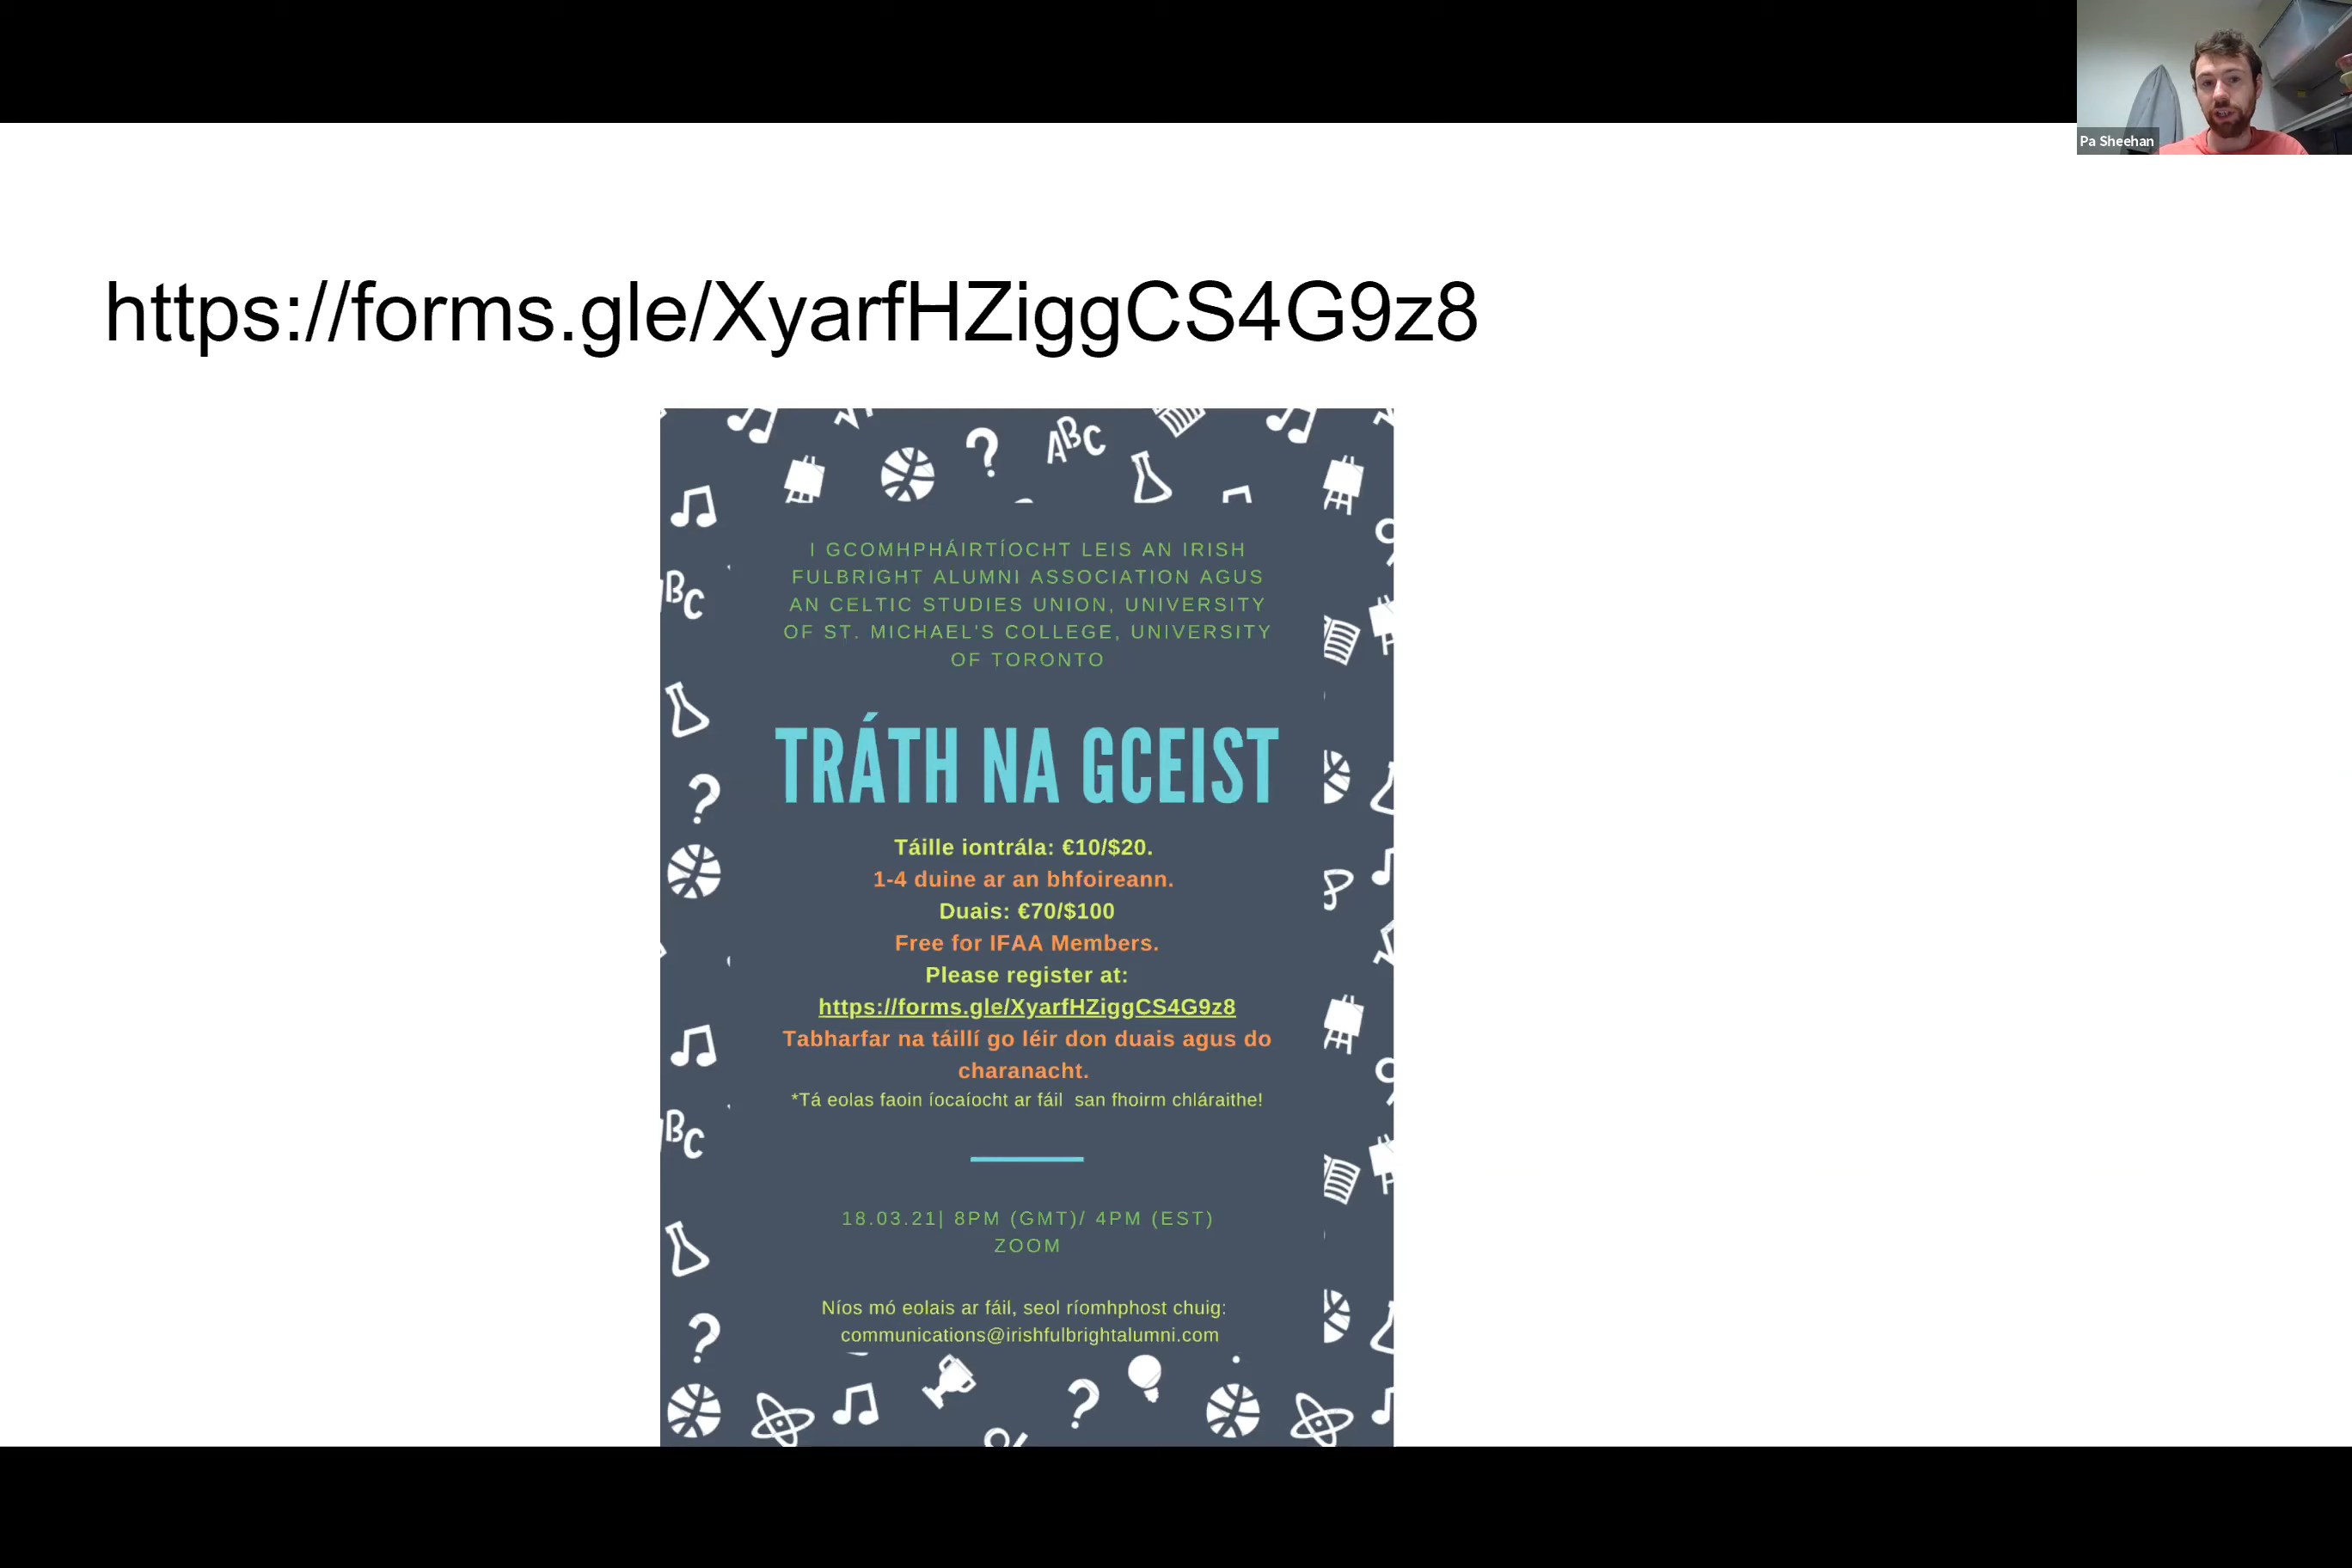 Pa Sheehan
https://forms.gle/XyarfHZiggCS4G9z8
ABC
BC
I GCOMHPHÁIRTÍOCHT LEIS AN IRISH
FULBRIGHT ALUMNI ASSOCIATION AGUS
AN CELTIC STUDIES UNION, UNIVERSITY
OF ST. MICHAEL'S COLLEGE, UNIVERSITY
OF TORONTO
TRÁTH NA GCEIST
Táille iontrála: €10/$20.
1-4 duine ar an bhfoireann.
Duais: €70/$100
Free for IFAA Members.
Please register at:
https://forms.gle/XyarfHZiggCS4G9z8
Tabharfar na táillí go léir don duais agus do
charanacht.
*Tá eolas faoin íocaíocht ar fáil san fhoirm chláraithe!
BC
18.03.21| 8PM (GMT)/ 4PM (EST)
ZOOM
Níos mó eolais ar fáil, seol ríomhphost chuig:
communications@irishfulbrightalumni.com